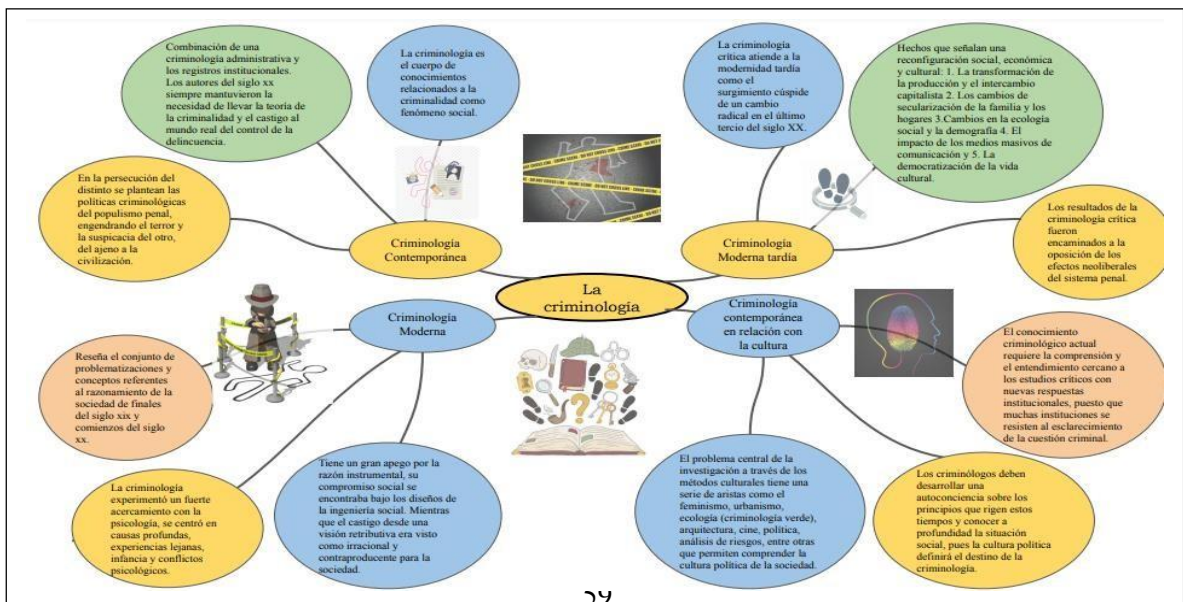 Combinación de una
criminología administrativa y
los registros institucionales.
Los autores del siglo xx
siempre mantuvieron la
necesidad de llevar la teoría de
la criminalidad y el castigo al
mundo real del control de la
delincuencia.
La criminología es
el cuerpo de
conocimientos
relacionados a la
criminalidad como
fenómeno social.
La criminología
crítica atiende a la
modernidad tardía
como el
surgimiento cúspide
de un cambio
radical en el último
tercio del siglo XX.
Hechos que señalan una
reconfiguración social, económica
y cultural: 1. La transformación de
la producción y el intercambio
capitalista 2. Los cambios de
secularización de la familia y los
hogares 3.Cambios en la ecología
social y la demografía 4. El
impacto de los medios masivos de
comunicación y 5. La
democratización de la vida
cultural.
En la persecución del
distinto se plantean las
políticas criminológicas
del populismo penal,
engendrando el terror y
la suspicacia del otro,
del ajeno a la
civilización.
Criminología
Contemporánea
Criminología
Moderna tardía
Los resultados de la
criminología crítica
fueron
encaminados a la
oposición de los
efectos neoliberales
del sistema penal.
La
criminología
Criminología
Moderna
Criminología
contemporánea
en relación con
la cultura
Reseña el conjunto de
problematizaciones y
conceptos referentes
al razonamiento de la
sociedad de finales
del siglo xix y
comienzos del siglo
xx.
El conocimiento
criminológico actual
requiere la comprensión y
el entendimiento cercano a
los estudios críticos con
nuevas respuestas
institucionales, puesto que
muchas instituciones se
resisten al esclarecimiento
de la cuestión criminal.
La criminología
experimentó un fuerte
acercamiento con la
psicología, se centró en
causas profundas,
experiencias lejanas,
infancia y conflictos
psicológicos.
Tiene un gran apego por la
razón instrumental, su
compromiso social se
encontraba bajo los diseños de
la ingeniería social. Mientras
que el castigo desde una
visión retributiva era visto
como irracional y
contraproducente para la
sociedad.
El problema central de la
investigación a través de los
métodos culturales tiene una
serie de aristas como el
feminismo, urbanismo,
ecología (criminología verde),
arquitectura, cine, política,
análisis de riesgos, entre otras
que permiten comprender la
cultura política de la sociedad.
Los criminólogos deben
desarrollar una
autoconciencia sobre los
principios que rigen estos
tiempos y conocer a
profundidad la situación
social, pues la cultura política
definirá el destino de la
criminología.